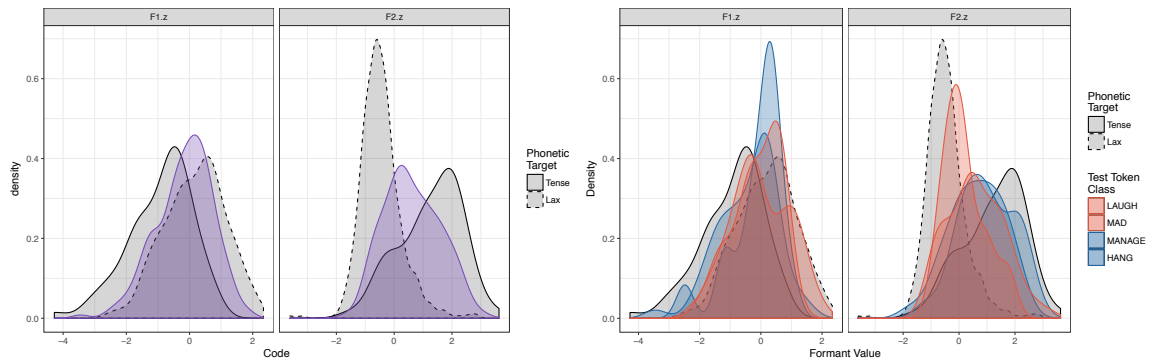 F1.z
F2.z
0.6
0.4
0.2
0.0
density
−4
−2
0
2
−2
0
2
Code
Phonetic
Target
Tense
Lax
F1.z
F2.z
0.6
0.4
0.2
0.0
Density
−4
−2
0
2
−2
0
2
Formant Value
Phonetic
Target
Tense
Lax
Test Token
Class
LAUGH
MAD
MANAGE
HANG